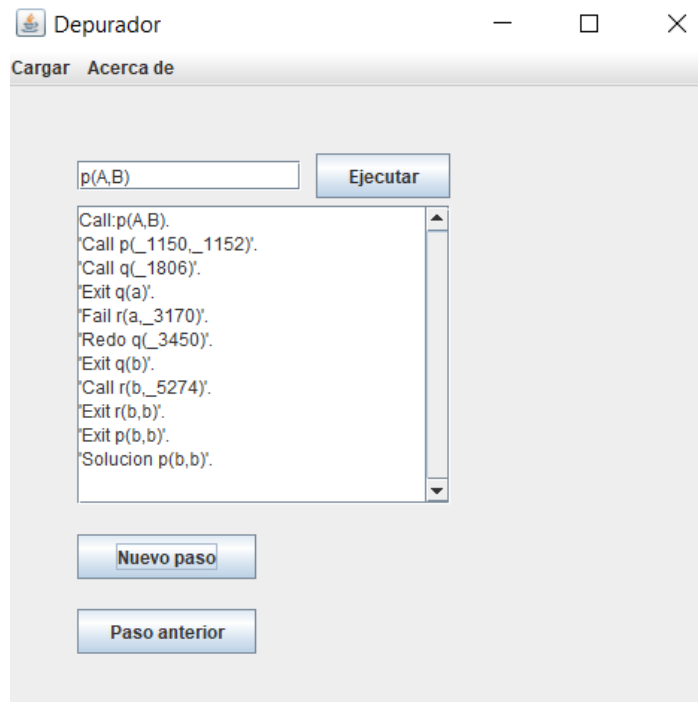 Depurador
Cargar Acerca de
p(A,B) Ejecutar
Call:p(A,B).
'Call p(_1150,_1152)'.
'Call q(_1806)'.
'Exit q(a)'.
'Fail r(a,_3170)'.
'Redo q(_3450)'.
'Exit q(b)'.
'Call r(b,_5274)'.
'Exit r(b,b)'.
'Exit p(b,b)'.
'Solucion p(b,b)'.
Nuevo paso
Paso anterior